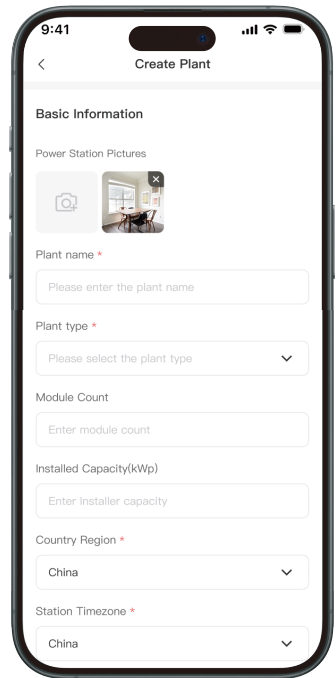 9:41
Create Plant
Basic Information
Power Station Pictures
Plant name *
Please enter the plant name
Plant type *
Please select the plant type
Module Count
Enter module count
Installed Capacity(kWp)
Enter Installer capacity
Country Region *
China
Station Timezone *
China